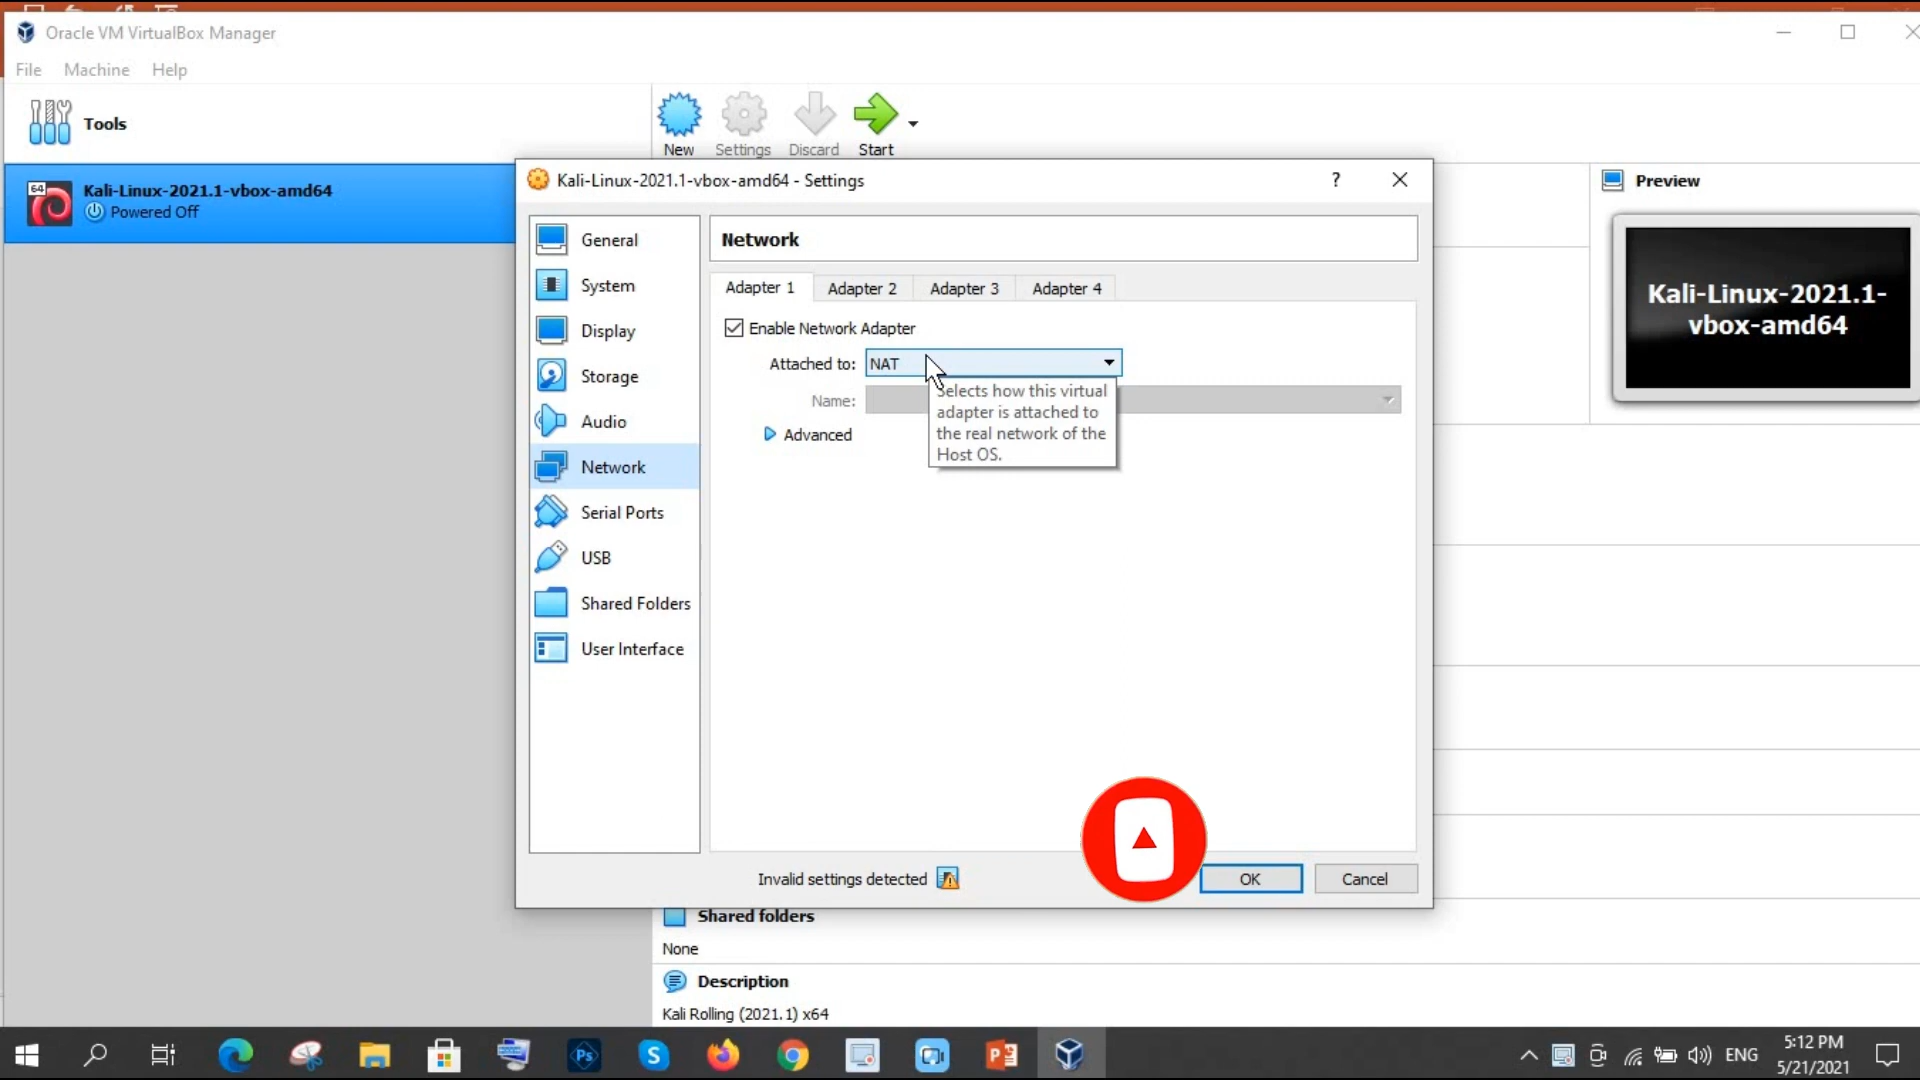 Oracle VM VirtualBox Manager
File Machine Help
Tools
New Settings Discard Start
64
Kali-Linux-2021.1-vbox-amd64
Powered Off
Kali-Linux-2021.1-vbox-amd64 - Settings
?
Preview
Kali-Linux-2021.1-
vbox-amd64
General
System
Display
Storage
Audio
Network
Serial Ports
USB
Shared Folders
User Interface
Network
Adapter 1 Adapter 2 Adapter 3 Adapter 4
Enable Network Adapter
Attached to: NAT
Name:
Advanced
Selects how this virtual
adapter is attached to
the real network of the
Host OS.
Invalid settings detected
OK Cancel
Shared folders
None
Description
Kali Rolling (2021.1) x64
Ps
S
P
ENG
5:12 PM
5/21/2021